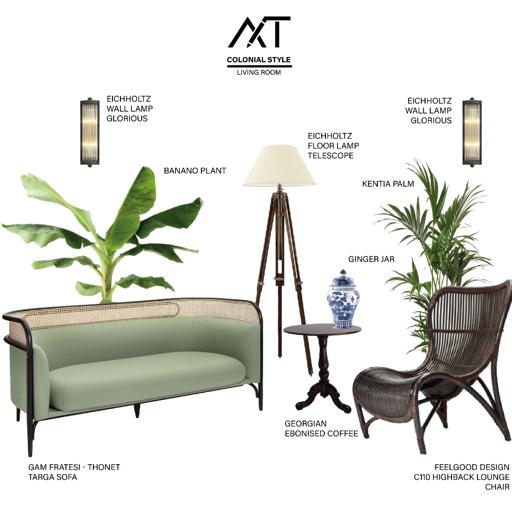 AXT
COLONIAL STYLE
LIVING ROOM
EICHHOLTZ
WALL LAMP
GLORIOUS
EICHHOLTZ
WALL LAMP
GLORIOUS
EICHHOLTZ
FLOOR LAMP
TELESCOPE
BANANO PLANT
KENTIA PALM
GINGER JAR
GEORGIAN
EBONISED COFFEE
GAM FRATESI - THONET
TARGA SOFA
FEELGOOD DESIGN
C110 HIGHBACK LOUNGE
CHAIR